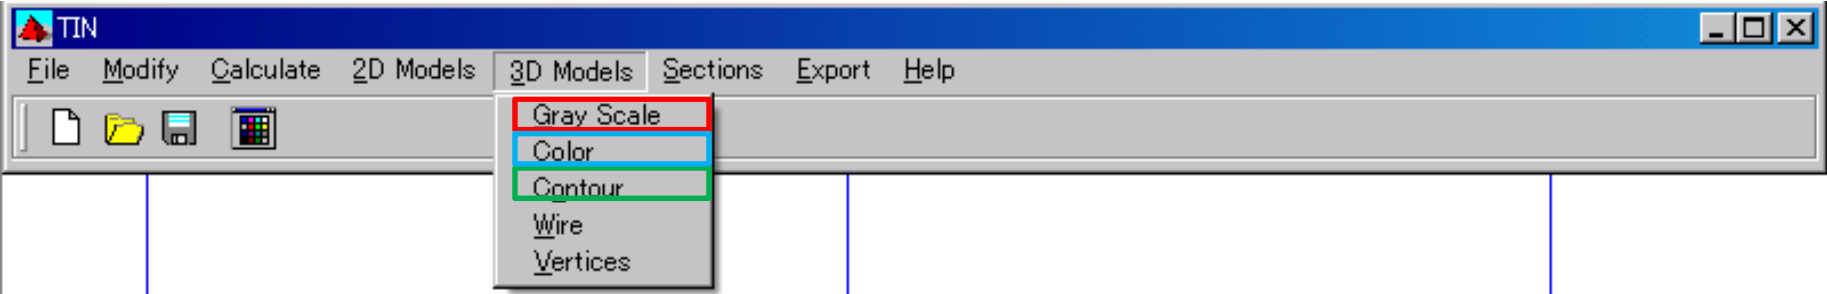 TIN
File Modify Calculate 2D Models 3D Models Sections Export Help
Gray Scale
Color
Contour
Wire
Vertices